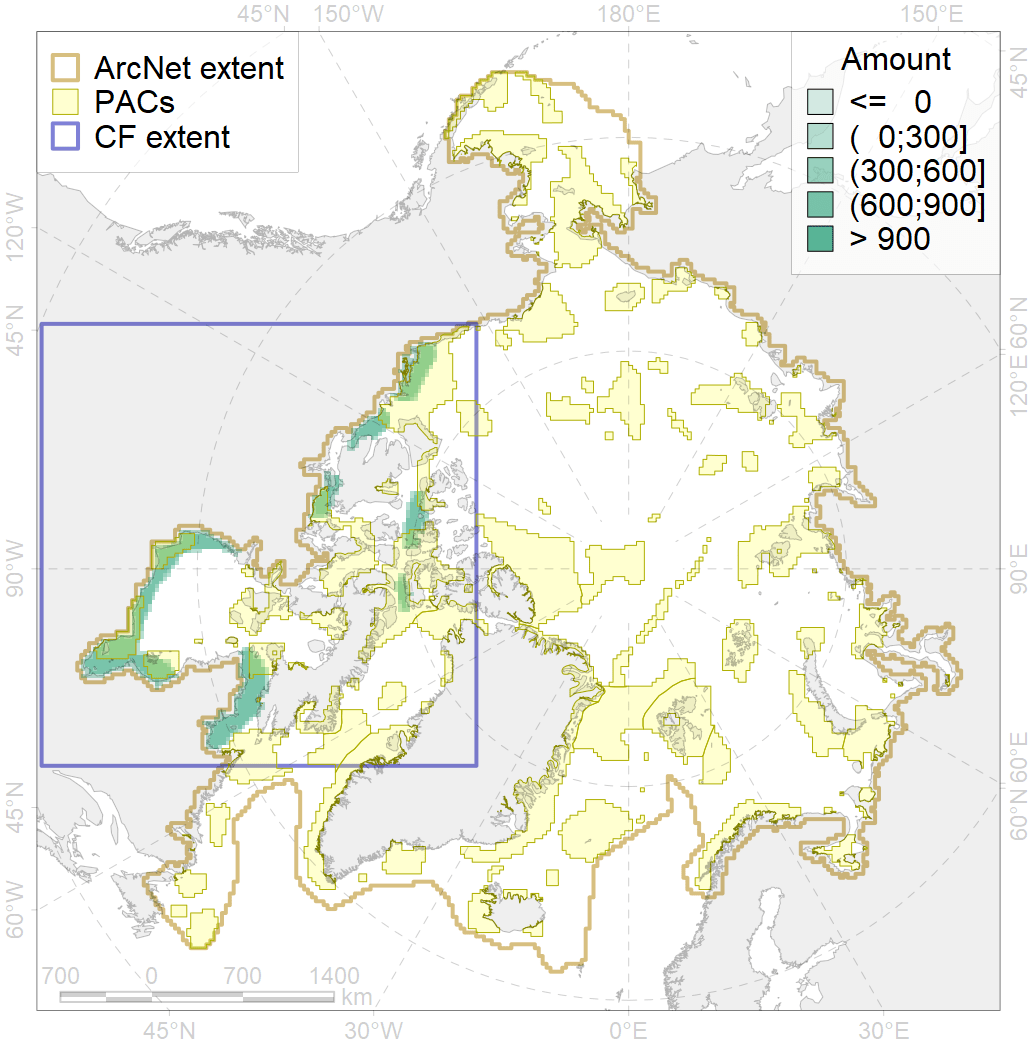 45°N 150°W 180°E 150°E
ArcNet extent
PACs
CF extent
Amount
<= 0
( 0;300]
(300;600]
(600;900]
> 900
45°N
120°W
60°N
45°N
120°E
90°W
90°E
60°E
45°N
60°N
60°W
700 0 700 1400
km
45°N 30°W 0°E 30°E